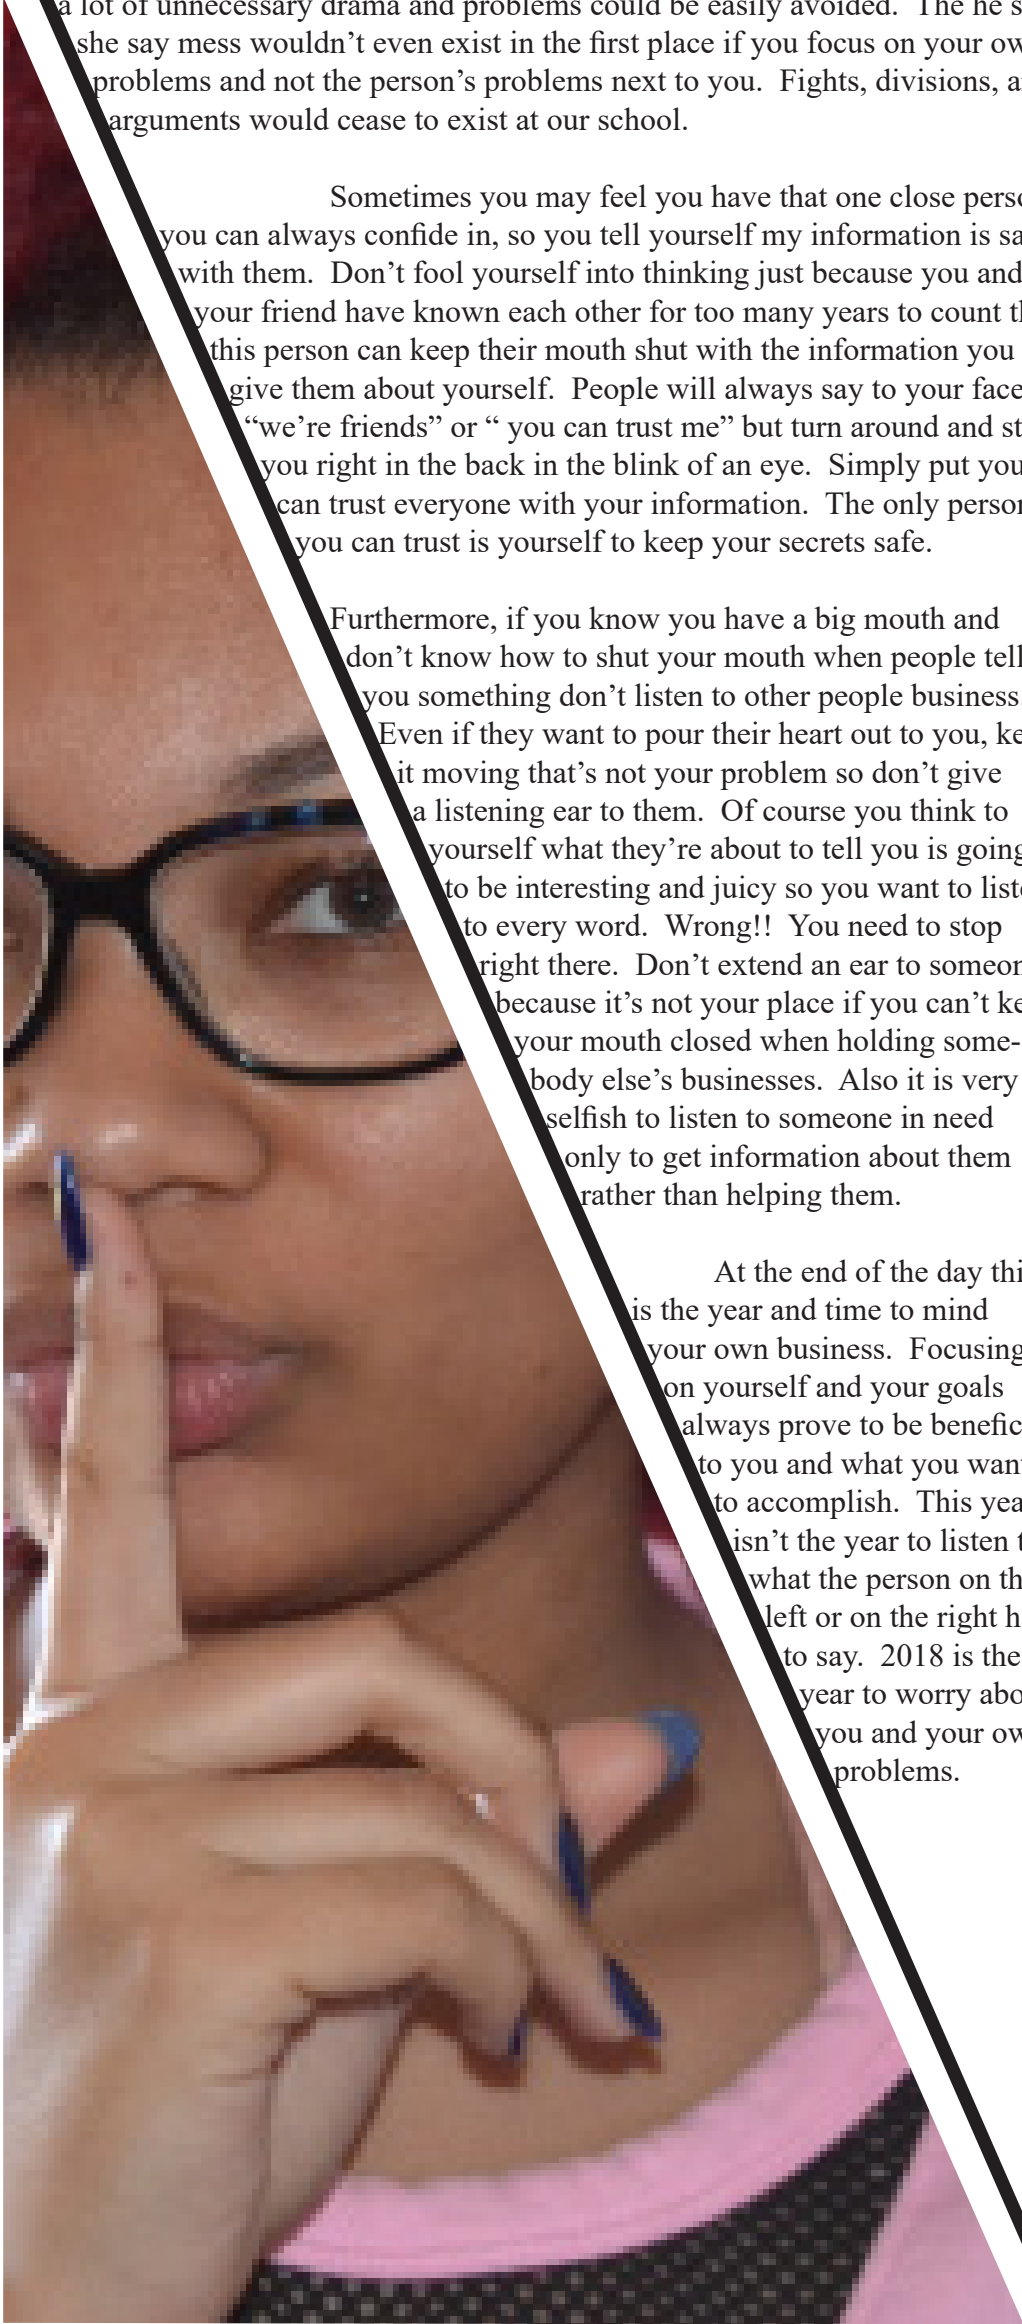 a lot of unnecessary drama and problems could be easily avoided.  The he
she say mess wouldn’t even exist in the first place if you focus on your
problems and not the person’s problems next to you.  Fights, divisions,
arguments would cease to exist at our school.
Sometimes you may feel you have that one close
you can always confide in, so you tell yourself my information is
with them.  Don’t fool yourself into thinking just because you and
your friend have known each other for too many years to count
this person can keep their mouth shut with the information you
give them about yourself.  People will always say to your face
“we’re friends” or “ you can trust me” but turn around and
you right in the back in the blink of an eye.  Simply put you
can trust everyone with your information.  The only person
you can trust is yourself to keep your secrets safe.
Furthermore, if you know you have a big mouth and
don’t know how to shut your mouth when people tell
you something don’t listen to other people business
Even if they want to pour their heart out to you,
it moving that’s not your problem so don’t give
a listening ear to them.  Of course you think to
yourself what they’re about to tell you is going
to be interesting and juicy so you want to
to every word.  Wrong!!  You need to stop
right there.  Don’t extend an ear to
because it’s not your place if you can’t
your mouth closed when holding some-
body else’s businesses.  Also it is very
selfish to listen to someone in need
only to get information about them
rather than helping them.
At the end of the day
is the year and time to mind
your own business.  Focusing
on yourself and your goals
always prove to be
to you and what you want
to accomplish.  This
isn’t the year to listen
what the person on
left or on the right
to say.  2018 is the
year to worry
you and your
problems.